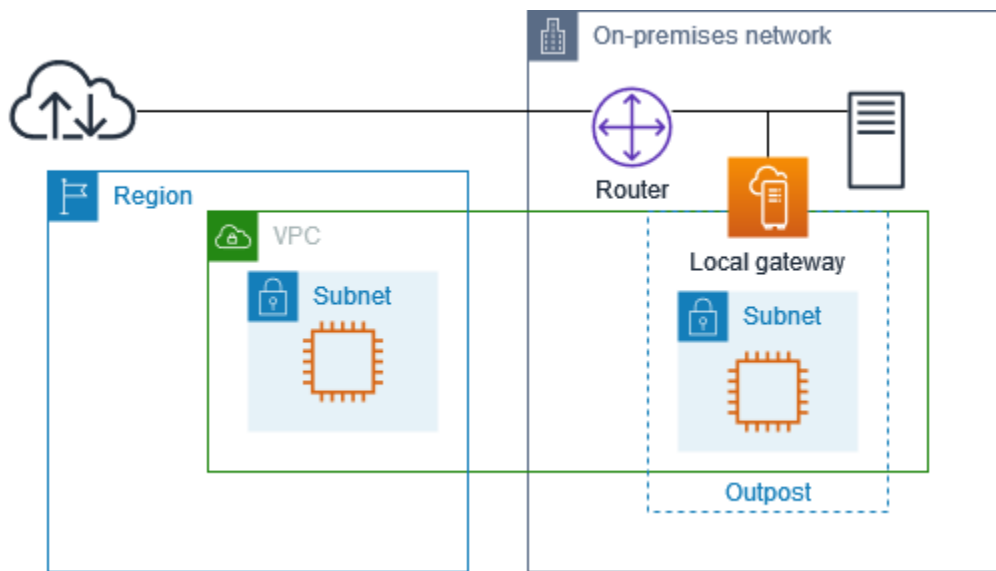 On-premises network
Router
Region
VPC
Local gateway
Subnet
Subnet
Outpost